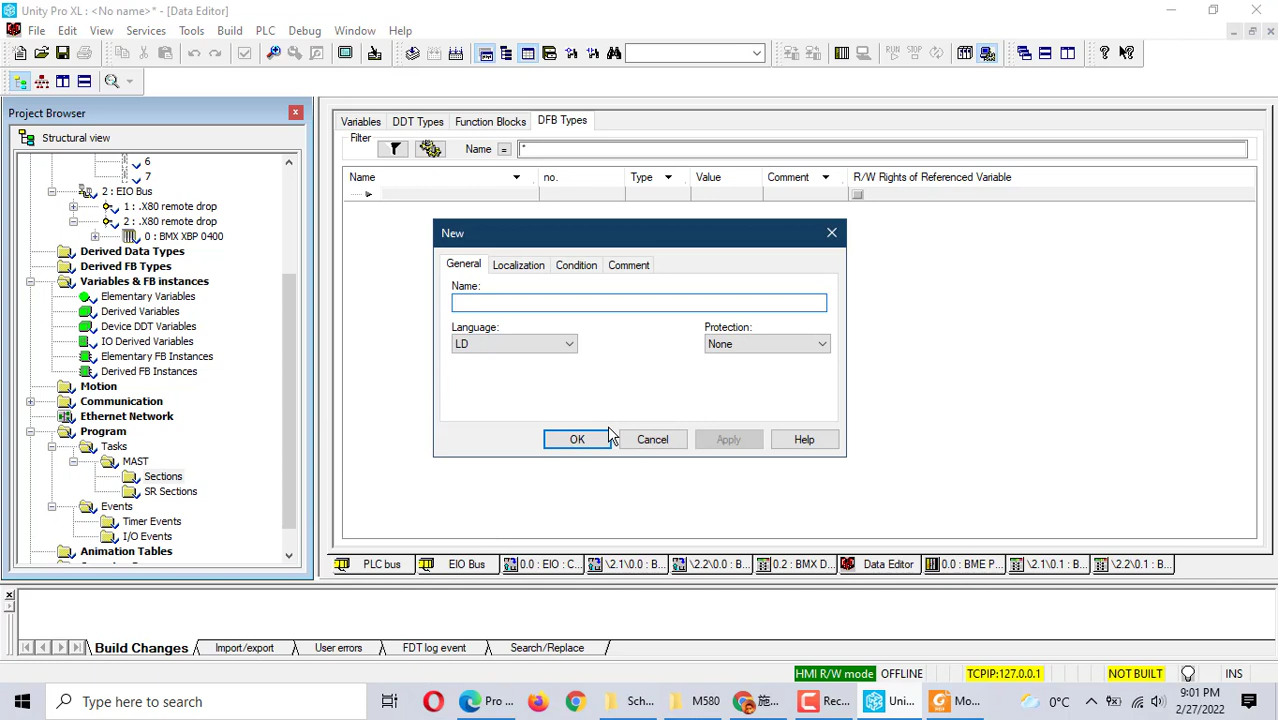 Unity Pro XL : <No name>* - [Data Editor]
File Edit View Services Tools Build PLC Debug Window Help
RUN STOP
Project Browser
Structural view
6
7
2 : EIO Bus
1 : .X80 remote drop
2 : .X80 remote drop
0 : BMX XBP 0400
Derived Data Types
Derived FB Types
Variables & FB instances
Elementary Variables
Derived Variables
Device DDT Variables
IO Derived Variables
Elementary FB Instances
Derived FB Instances
Motion
Communication
Ethernet Network
Program
Tasks
MAST
Sections
SR Sections
Events
Timer Events
I/O Events
Animation Tables
Variables DDT Types Function Blocks DFB Types
Filter
Name = *
Name no. Type Value Comment R/W Rights of Referenced Variable
New
General Localization Condition Comment
Name:
Language: Protection:
LD None
OK Cancel Apply Help
PLC bus EIO Bus 0.0 : EIO : C... \2.1\0.0 : B... \2.2\0.0 : B... 0.2 : BMX D... Data Editor 0.0 : BME P... \2.1\0.1 : B... \2.2\0.1 : B...
Build Changes Import/export User errors FDT log event Search/Replace
HMI R/W mode OFFLINE TCPIP:127.0.0.1 NOT BUILT INS
Type here to search Pro ... Sch... M580 施... Rec... Uni... Mo... 0°C 9:01 PM
2/27/2022